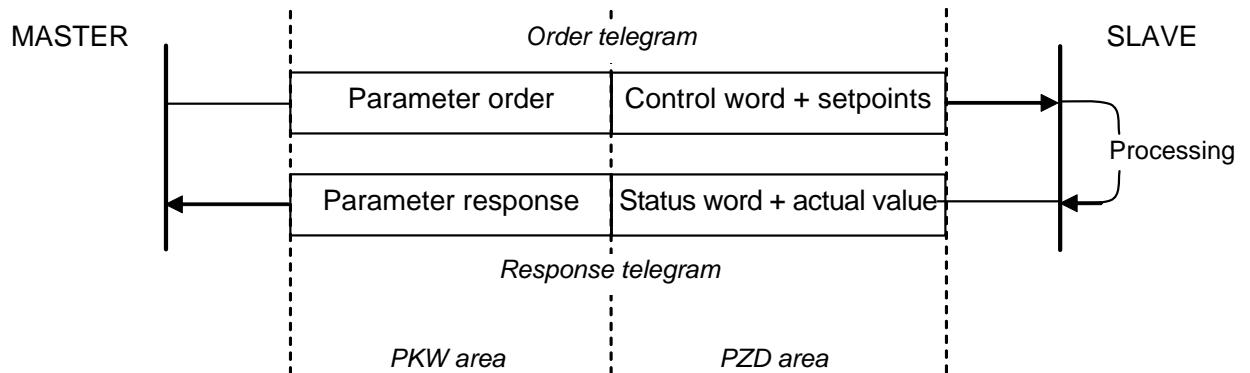 MASTER
Order telegram
SLAVE
Parameter order
Control word + setpoints
Processing
Parameter response
Status word + actual value
Response telegram
PKW area
PZD area